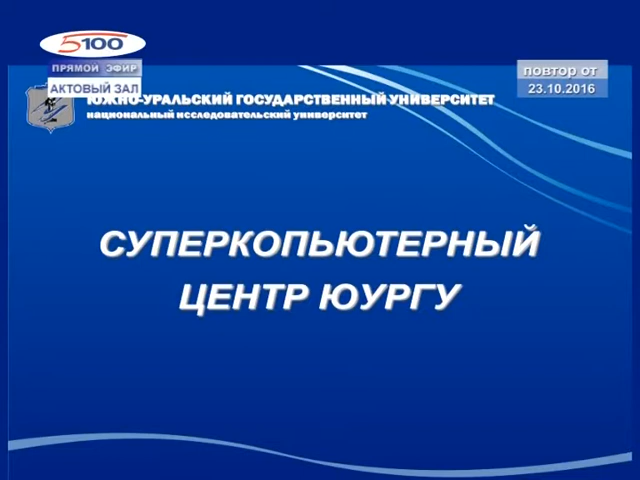 5100
ПРЯМОЙ ЭФИР
АКТОВЫЙ ЗАЛ
повтор от
23.10.2016
ЮЖНО-УРАЛЬСКИЙ ГОСУДАРСТВЕННЫЙ УНИВЕРСИТЕТ
национальный исследовательский университет
СУПЕРКОПЬЮТЕРНЫЙ
ЦЕНТР ЮУРГУ